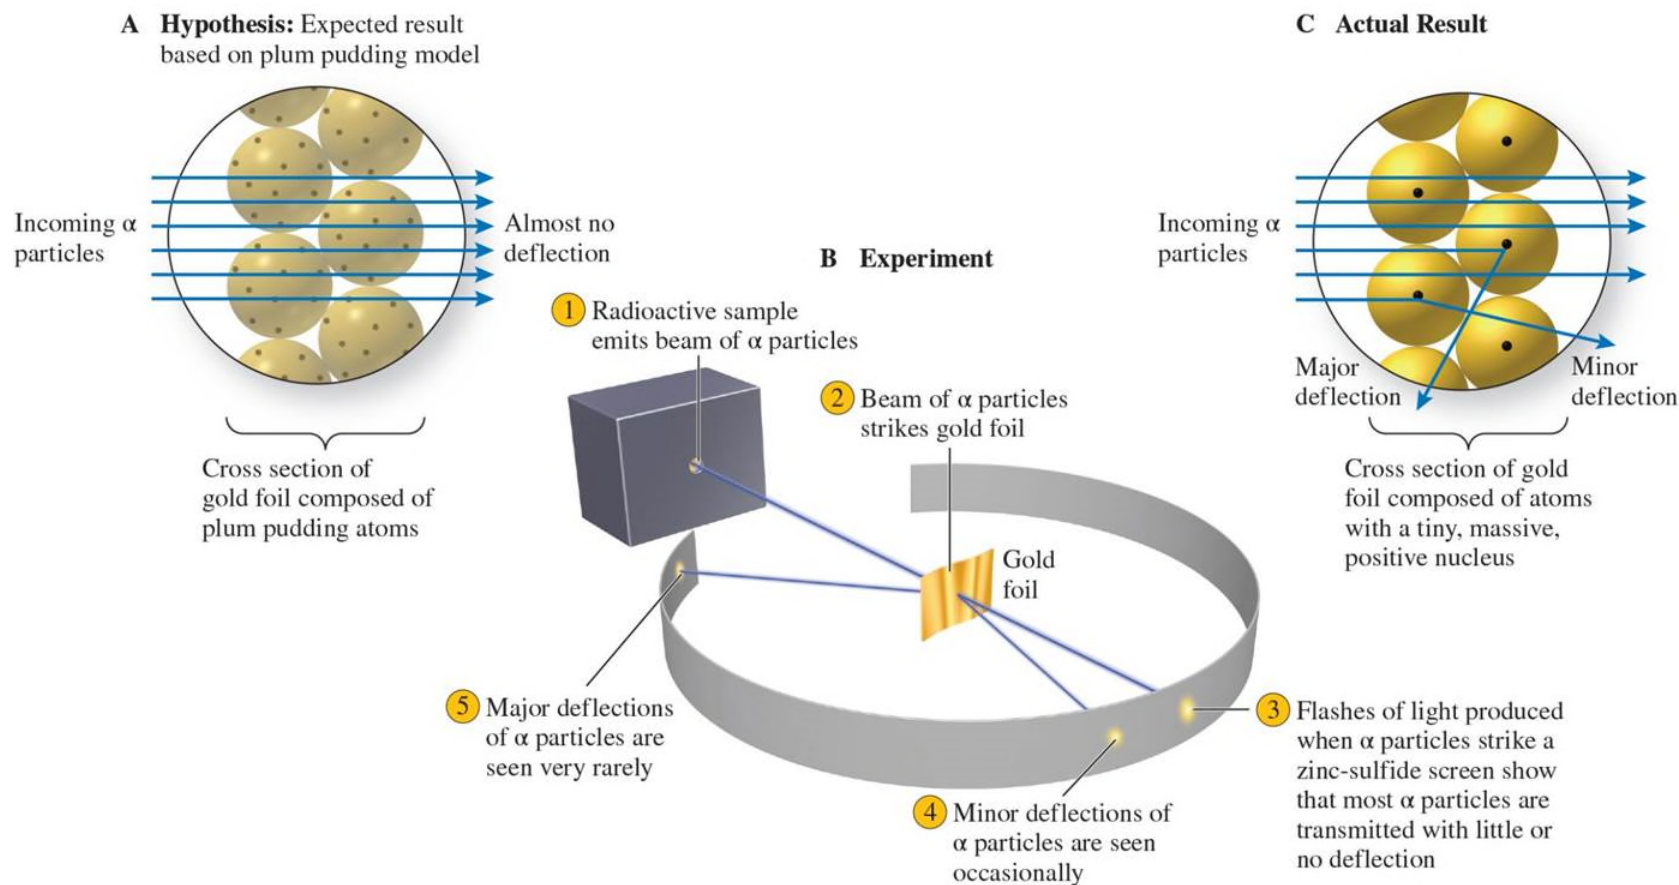 A Hypothesis: Expected result
based on plum pudding model
Incoming α
particles
Almost no
deflection
Cross section of
gold foil composed of
plum pudding atoms
B Experiment
1 Radioactive sample
emits beam of α particles
2 Beam of α particles
strikes gold foil
Gold
foil
3 Flashes of light produced
when α particles strike a
zinc-sulfide screen show
that most α particles are
transmitted with little or
no deflection
4 Minor deflections of
α particles are seen
occasionally
5 Major deflections
of α particles are
seen very rarely
C Actual Result
Incoming α
particles
Major
deflection
Minor
deflection
Cross section of gold
foil composed of atoms
with a tiny, massive,
positive nucleus